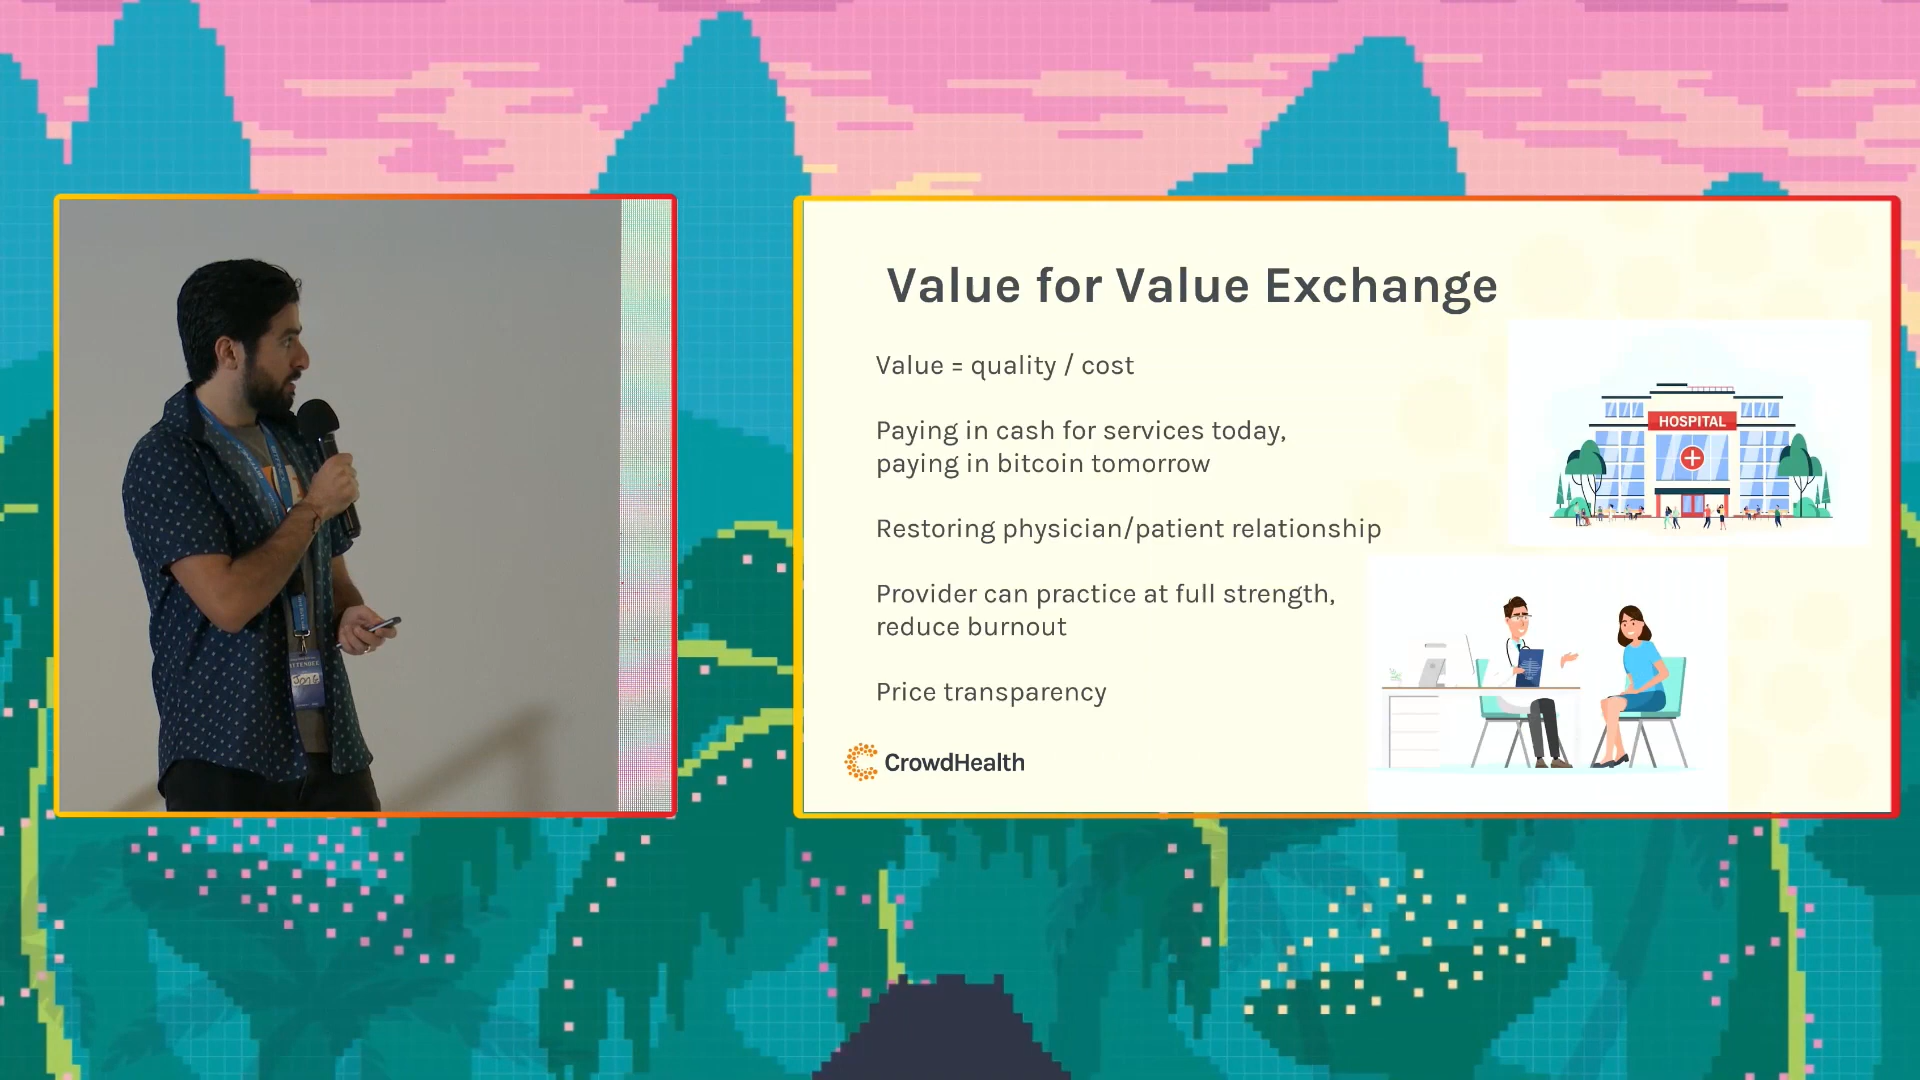 Value for Value Exchange
Value = quality / cost
Paying in cash for services today,
paying in bitcoin tomorrow
Restoring physician/patient relationship
Provider can practice at full strength,
reduce burnout
Price transparency
CrowdHealth
HOSPITAL